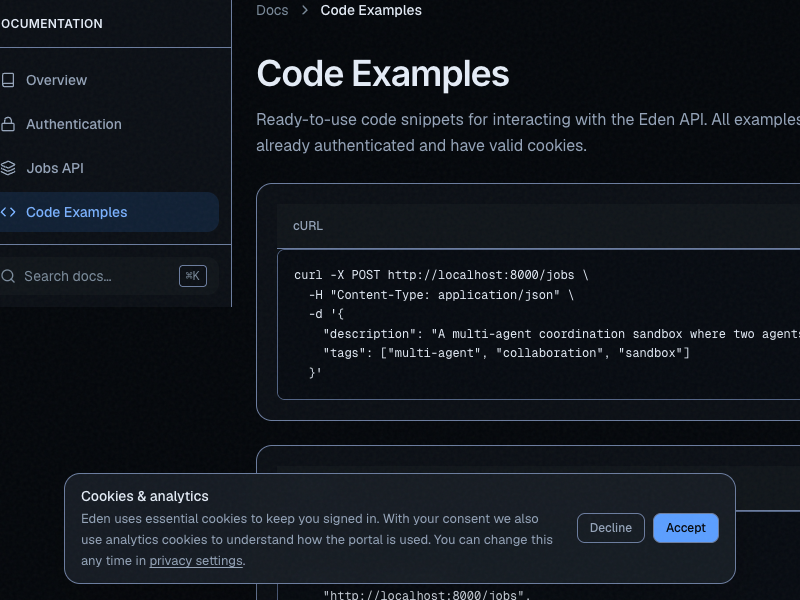 OCUMENTATION
Overview
Authentication
Jobs API
Code Examples
Search docs...
⌘K
Docs > Code Examples
Code Examples
Ready-to-use code snippets for interacting with the Eden API. All examples
already authenticated and have valid cookies.
cURL
curl -X POST http://localhost:8000/jobs \
  -H "Content-Type: application/json" \
  -d '{
    "description": "A multi-agent coordination sandbox where two agents
    "tags": ["multi-agent", "collaboration", "sandbox"]
  }'
Cookies & analytics
Eden uses essential cookies to keep you signed in. With your consent we also
use analytics cookies to understand how the portal is used. You can change this
any time in privacy settings.
Decline
Accept
"http://localhost:8000/jobs",